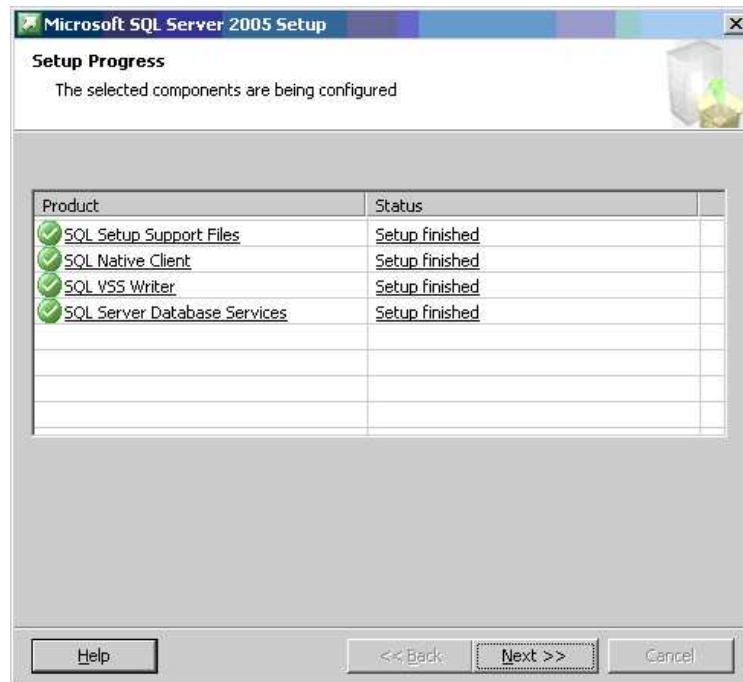 Microsoft SQL Server 2005 Setup
Setup Progress
The selected components are being configured
Product Status
SQL Setup Support Files Setup finished
SQL Native Client Setup finished
SQL VSS Writer Setup finished
SQL Server Database Services Setup finished
Help << Back Next >> Cancel